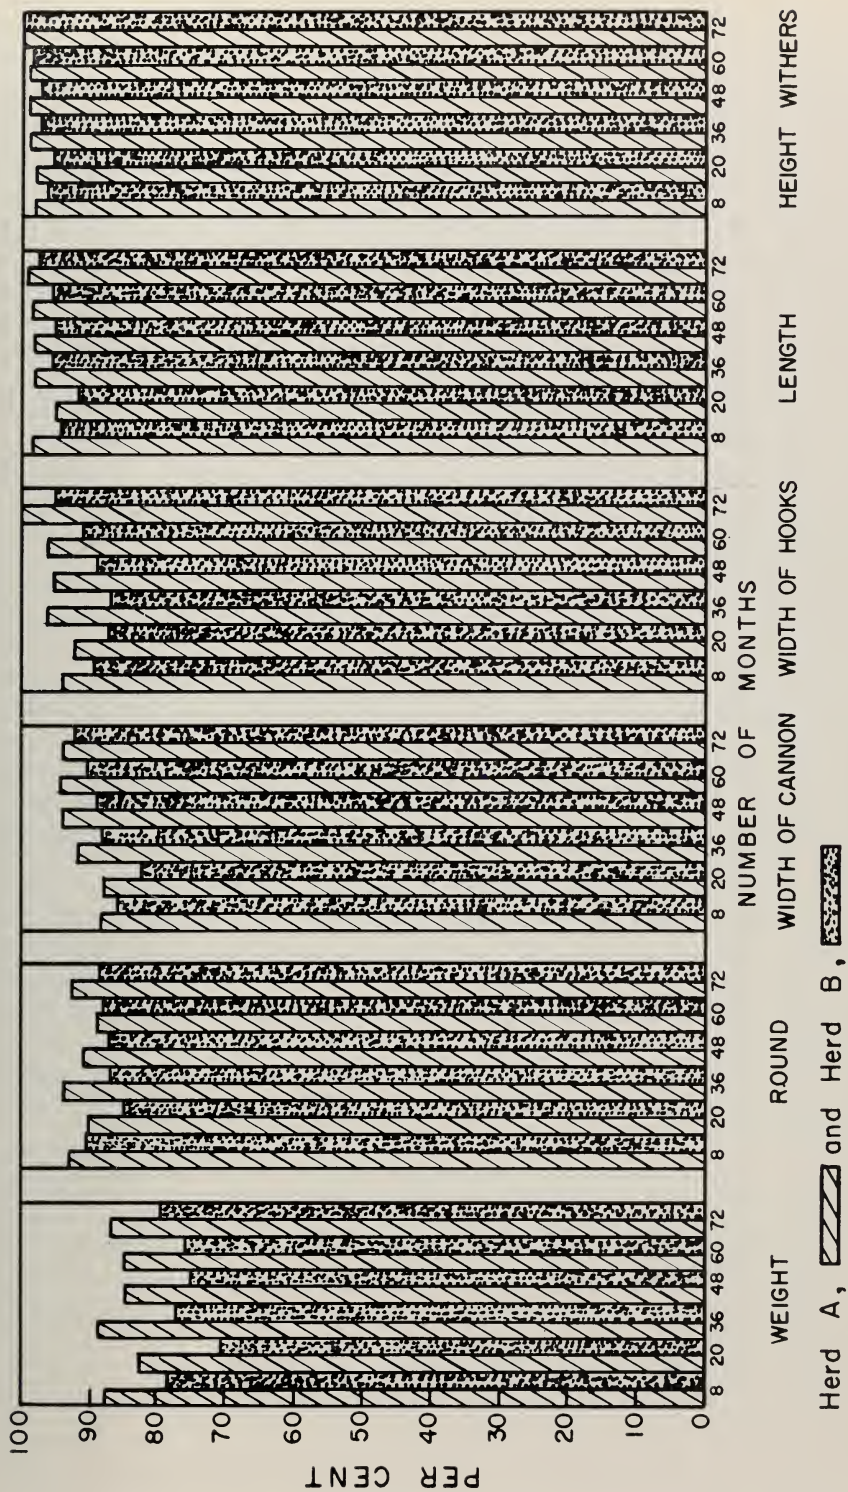 PER CENT
100
90
80
70
60
50
40
30
20
10
0
8 20 36 48 60 72 8 20 36 48 60 72 8 20 36 48 60 72 8 20 36 48 60 72 8 20 36 48 60 72 8 20 36 48 60 72
NUMBER OF MONTHS
WEIGHT ROUND WIDTH OF CANNON WIDTH OF HOOKS LENGTH HEIGHT WITHERS
Herd A, and Herd B,